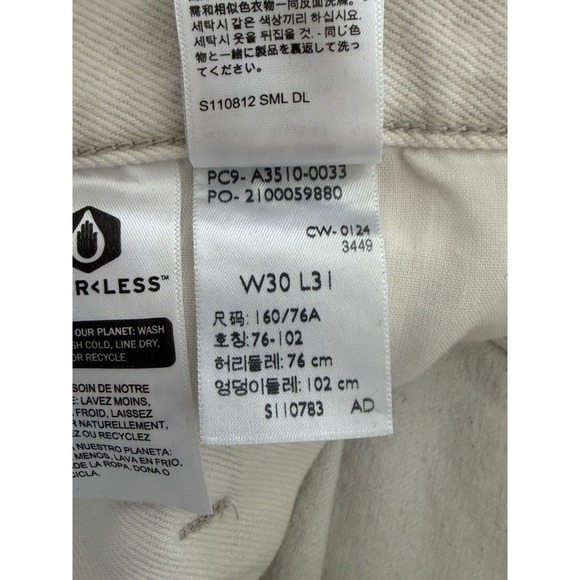 需和相似色衣物一同反面洗涤.
세탁시 같은 색상끼리 하십시요.
세탁시 옷을 뒤집을 것. - 同じ色
物と一緒に製品を裏返して洗っ
てください。
S110812 SML DL
PC9- A3510-0033
PO- 2100059880
CW- 0124
3449
W30 L31
尺码: 160/76A
호칭:76-102
허리둘레: 76 cm
엉덩이둘레: 102 cm
S110783 AD
R<LESS™
OUR PLANET: WASH
SH COLD, LINE DRY,
OR RECYCLE
SOIN DE NOTRE
: LAVEZ MOINS,
FROID, LAISSEZ
R NATURELLEMENT,
EZ OU RECYCLEZ
NUESTRO PLANETA:
MENOS, LAVA EN FRIO,
DE LA ROPA, DONA O
CICLA.